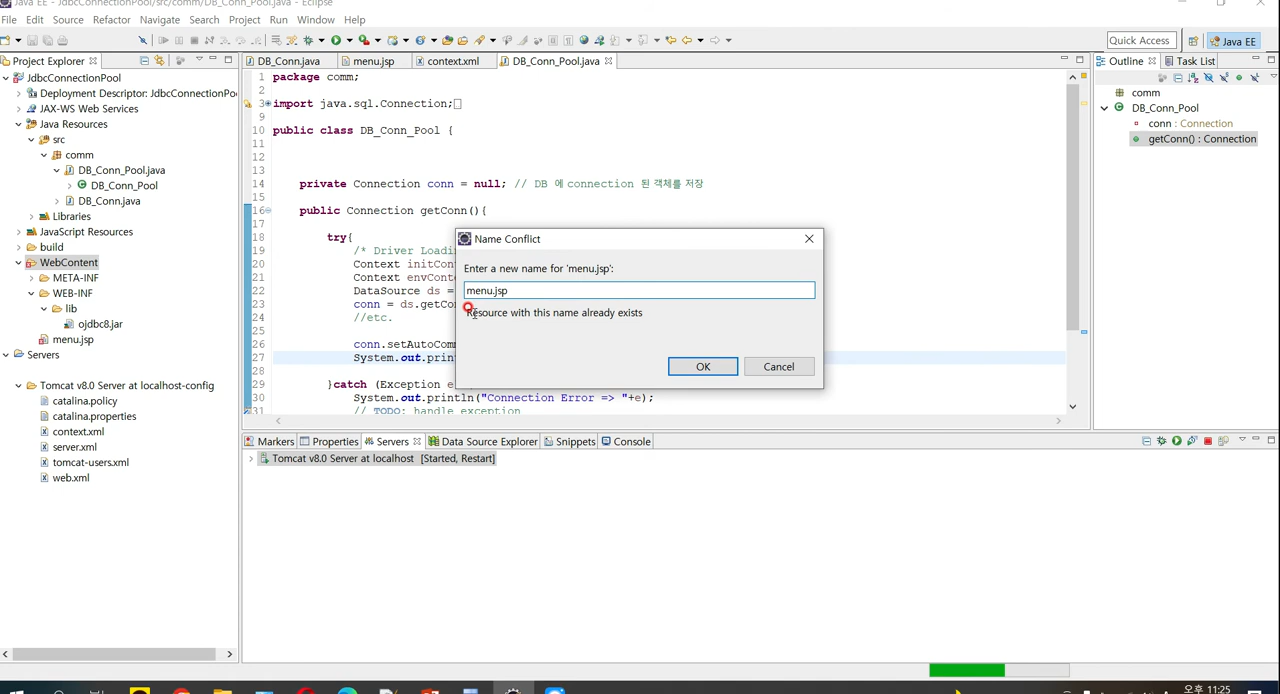 Java EE - JdbcConnectionPool/src/comm/DB_Conn_Pool.java - Eclipse
File Edit Source Refactor Navigate Search Project Run Window Help
Quick Access
Java EE
Project Explorer
JdbcConnectionPool
Deployment Descriptor: JdbcConnectionPo
JAX-WS Web Services
Java Resources
src
comm
DB_Conn_Pool.java
DB_Conn_Pool
DB_Conn.java
Libraries
JavaScript Resources
build
WebContent
META-INF
WEB-INF
lib
ojdbc8.jar
menu.jsp
Servers
Tomcat v8.0 Server at localhost-config
catalina.policy
catalina.properties
context.xml
server.xml
tomcat-users.xml
web.xml
DB_Conn.java menu.jsp context.xml DB_Conn_Pool.java
1 package comm;
2
3 import java.sql.Connection;
9
10 public class DB_Conn_Pool {
11
12
13
14 private Connection conn = null; // DB 에 connection 된 객체를 저장
15
16 public Connection getConn(){
17
18 try{
19 /* Driver Loadi
20 Context initCon
21 Context envCont
22 DataSource ds =
23 conn = ds.getCo
24 //etc.
25
26 conn.setAutoComm
27 System.out.prin
28
29 }catch (Exception e
30 System.out.println("Connection Error => "+e);
31 // TODO: handle exception
Name Conflict
Enter a new name for 'menu.jsp':
menu.jsp
Resource with this name already exists
OK Cancel
Outline Task List
comm
DB_Conn_Pool
conn : Connection
getConn() : Connection
Markers Properties Servers Data Source Explorer Snippets Console
Tomcat v8.0 Server at localhost [Started, Restart]
오후 11:25